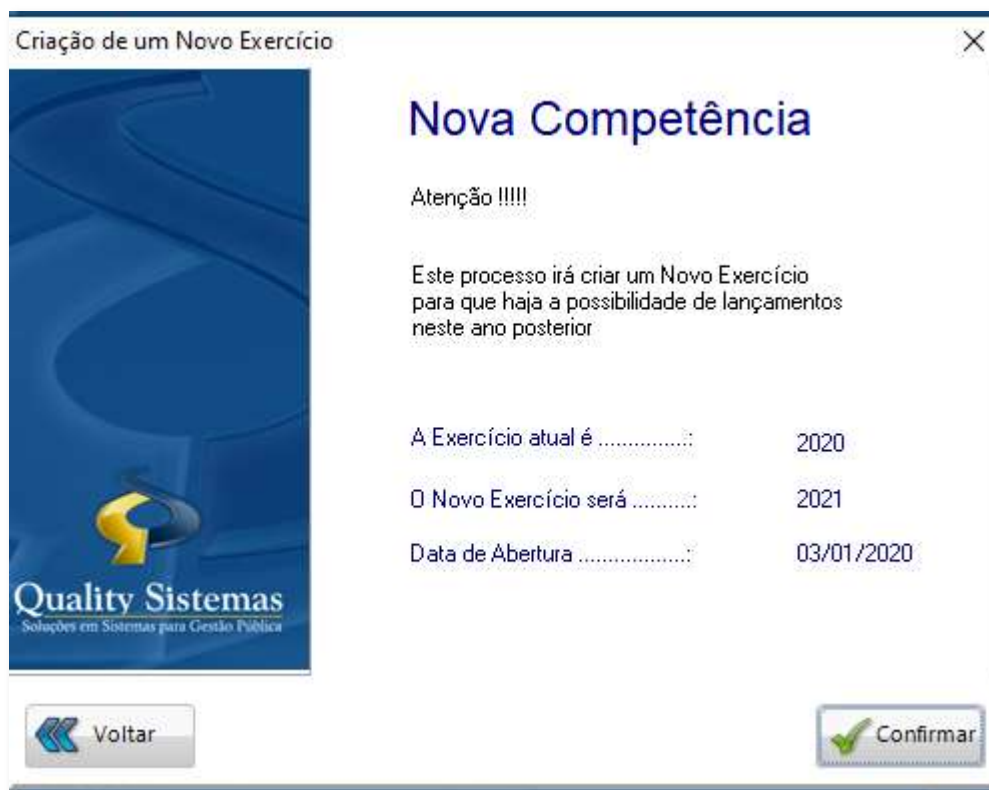 Criação de um Novo Exercício
Nova Competência
Atenção !!!!!
Este processo irá criar um Novo Exercício
para que haja a possibilidade de lançamentos
neste ano posterior
A Exercício atual é ...............: 2020
O Novo Exercício será ..........: 2021
Data de Abertura ..................: 03/01/2020
Quality Sistemas
Soluções em Sistemas para Gestão Pública
Voltar
Confirmar